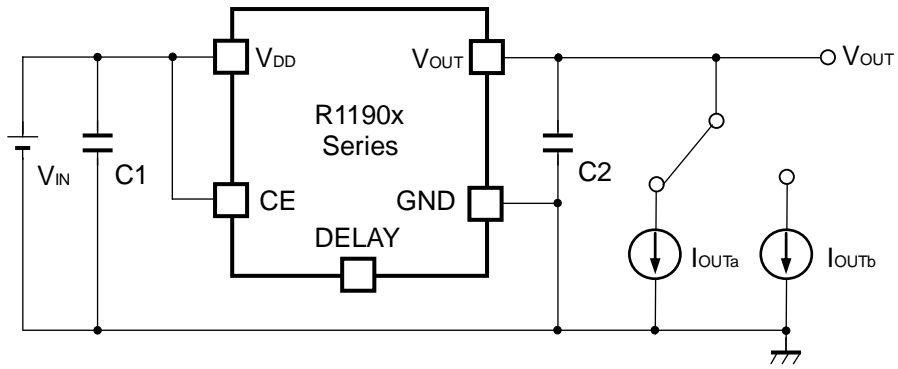 VDD
VOUT
VOUT
R1190x
Series
VIN
C1
C2
CE
GND
DELAY
IOUTa
IOUTb